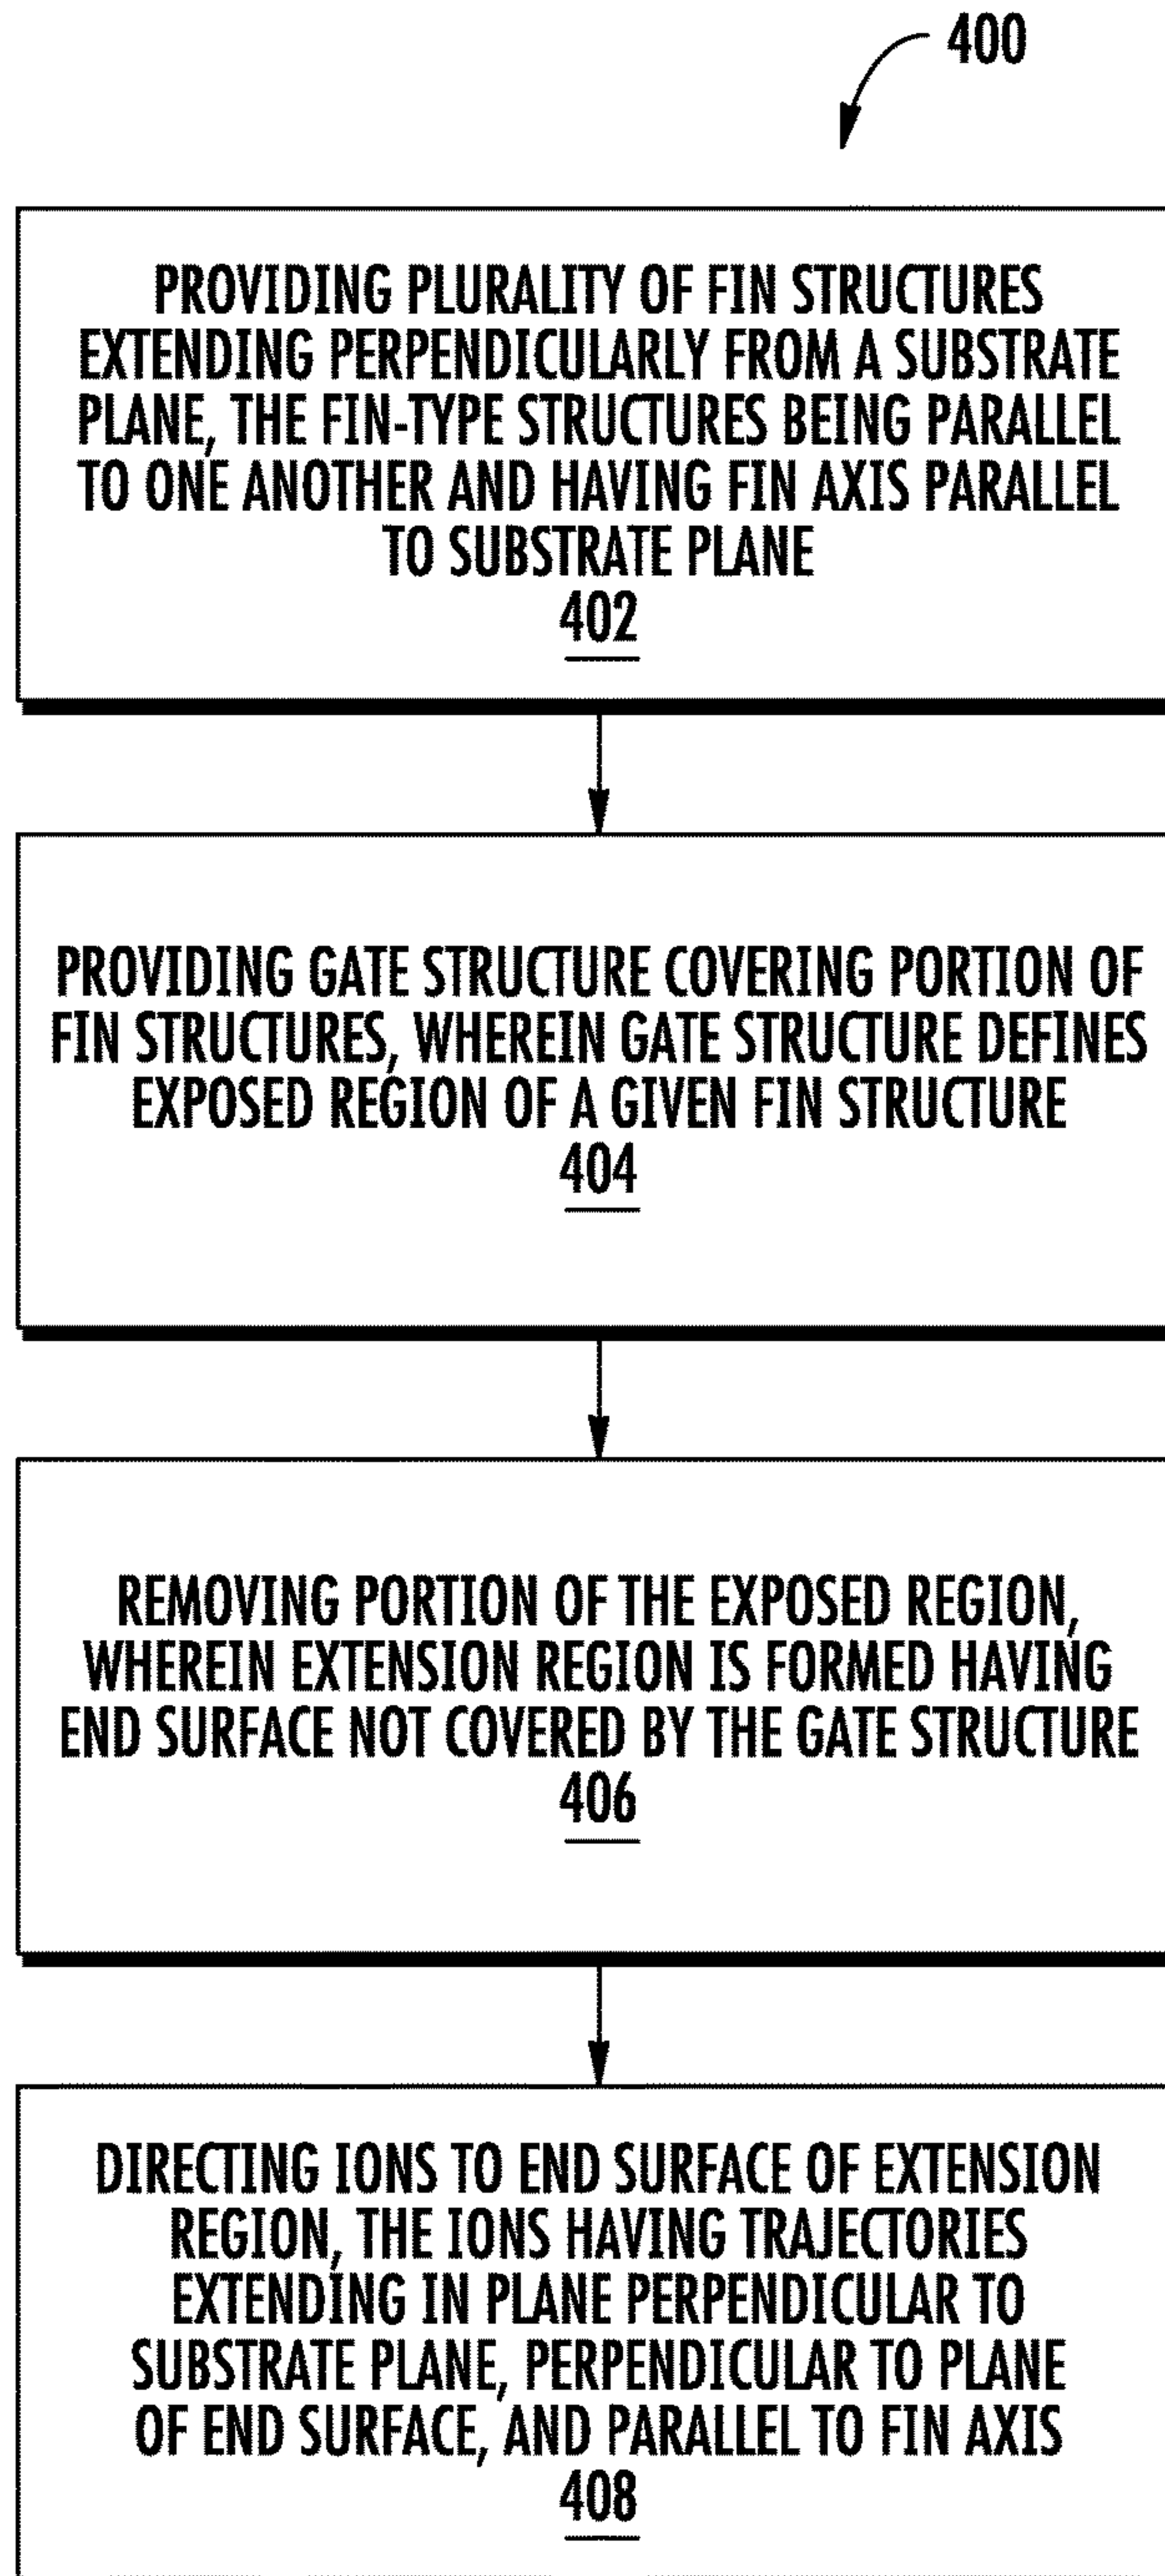 400
PROVIDING PLURALITY OF FIN STRUCTURES
EXTENDING PERPENDICULARLY FROM A SUBSTRATE
PLANE, THE FIN-TYPE STRUCTURES BEING PARALLEL
TO ONE ANOTHER AND HAVING FIN AXIS PARALLEL
TO SUBSTRATE PLANE
402
PROVIDING GATE STRUCTURE COVERING PORTION OF
FIN STRUCTURES, WHEREIN GATE STRUCTURE DEFINES
EXPOSED REGION OF A GIVEN FIN STRUCTURE
404
REMOVING PORTION OF THE EXPOSED REGION,
WHEREIN EXTENSION REGION IS FORMED HAVING
END SURFACE NOT COVERED BY THE GATE STRUCTURE
406
DIRECTING IONS TO END SURFACE OF EXTENSION
REGION, THE IONS HAVING TRAJECTORIES
EXTENDING IN PLANE PERPENDICULAR TO
SUBSTRATE PLANE, PERPENDICULAR TO PLANE
OF END SURFACE, AND PARALLEL TO FIN AXIS
408